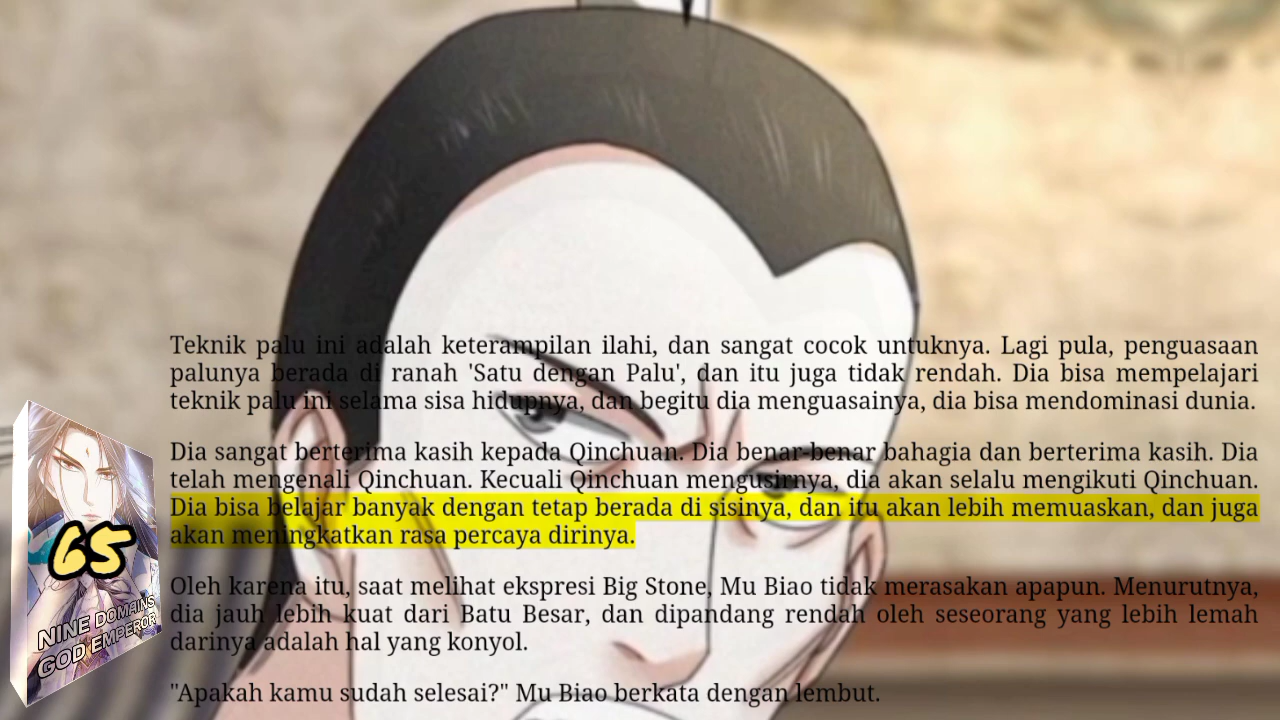 Teknik palu ini adalah keterampilan ilahi, dan sangat cocok untuknya. Lagi pula, penguasaan
palunya berada di ranah 'Satu dengan Palu', dan itu juga tidak rendah. Dia bisa mempelajari
teknik palu ini selama sisa hidupnya, dan begitu dia menguasainya, dia bisa mendominasi dunia.
Dia sangat berterima kasih kepada Qinchuan. Dia benar-benar bahagia dan berterima kasih. Dia
telah mengenali Qinchuan. Kecuali Qinchuan mengusirnya, dia akan selalu mengikuti Qinchuan.
Dia bisa belajar banyak dengan tetap berada di sisinya, dan itu akan lebih memuaskan, dan juga
akan meningkatkan rasa percaya dirinya.
Oleh karena itu, saat melihat ekspresi Big Stone, Mu Biao tidak merasakan apapun. Menurutnya,
dia jauh lebih kuat dari Batu Besar, dan dipandang rendah oleh seseorang yang lebih lemah
darinya adalah hal yang konyol.
"Apakah kamu sudah selesai?" Mu Biao berkata dengan lembut.
65
NINE DOMAINS
GOD EMPEROR